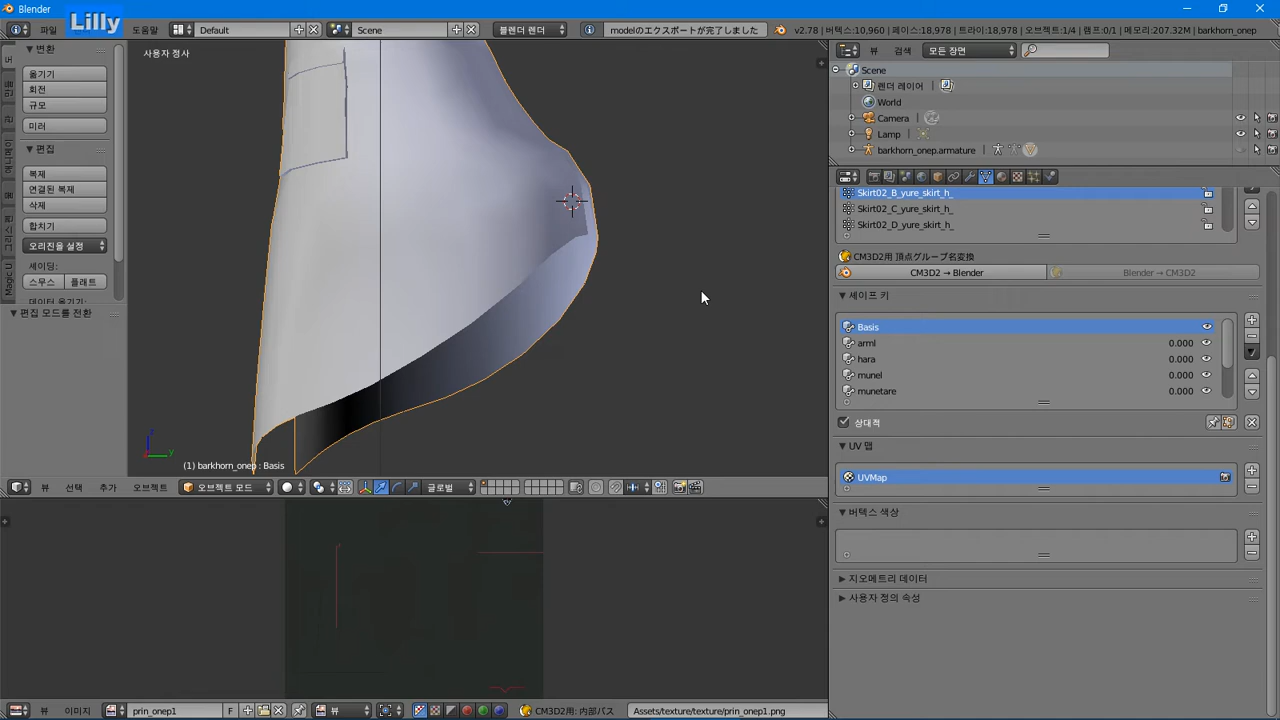 Blender
Lilly
파일
도움말
Default
Scene
블렌더 렌더
modelのエクスポートが完了しました
v2.78 | 버텍스:10,960 | 페이스:18,978 | 트라이:18,978 | 오브젝트:1/4 | 램프:0/1 | 메모리:207.32M | barkhorn_onep
변환
옮기기
회전
규모
미러
편집
복제
연결된 복제
삭제
합치기
오리진을 설정
셰이딩:
스무스
플래트
편집 모드를 전환
사용자 정사
(1) barkhorn_onep : Basis
뷰
선택
추가
오브젝트
오브젝트 모드
글로벌
뷰
이미지
prin_onep1
F
뷰
CM3D2用: 内部パス
Assets/texture/texture/prin_onep1.png
뷰
검색
모든 장면
Scene
렌더 레이어
World
Camera
Lamp
barkhorn_onep.armature
Skirt02_B_yure_skirt_h_
Skirt02_C_yure_skirt_h_
Skirt02_D_yure_skirt_h_
CM3D2用 頂点グループ名変換
CM3D2 → Blender
Blender → CM3D2
셰이프 키
Basis
arml
0.000
hara
0.000
munel
0.000
munetare
0.000
상대적
UV 맵
UVMap
버텍스 색상
지오메트리 데이터
사용자 정의 속성